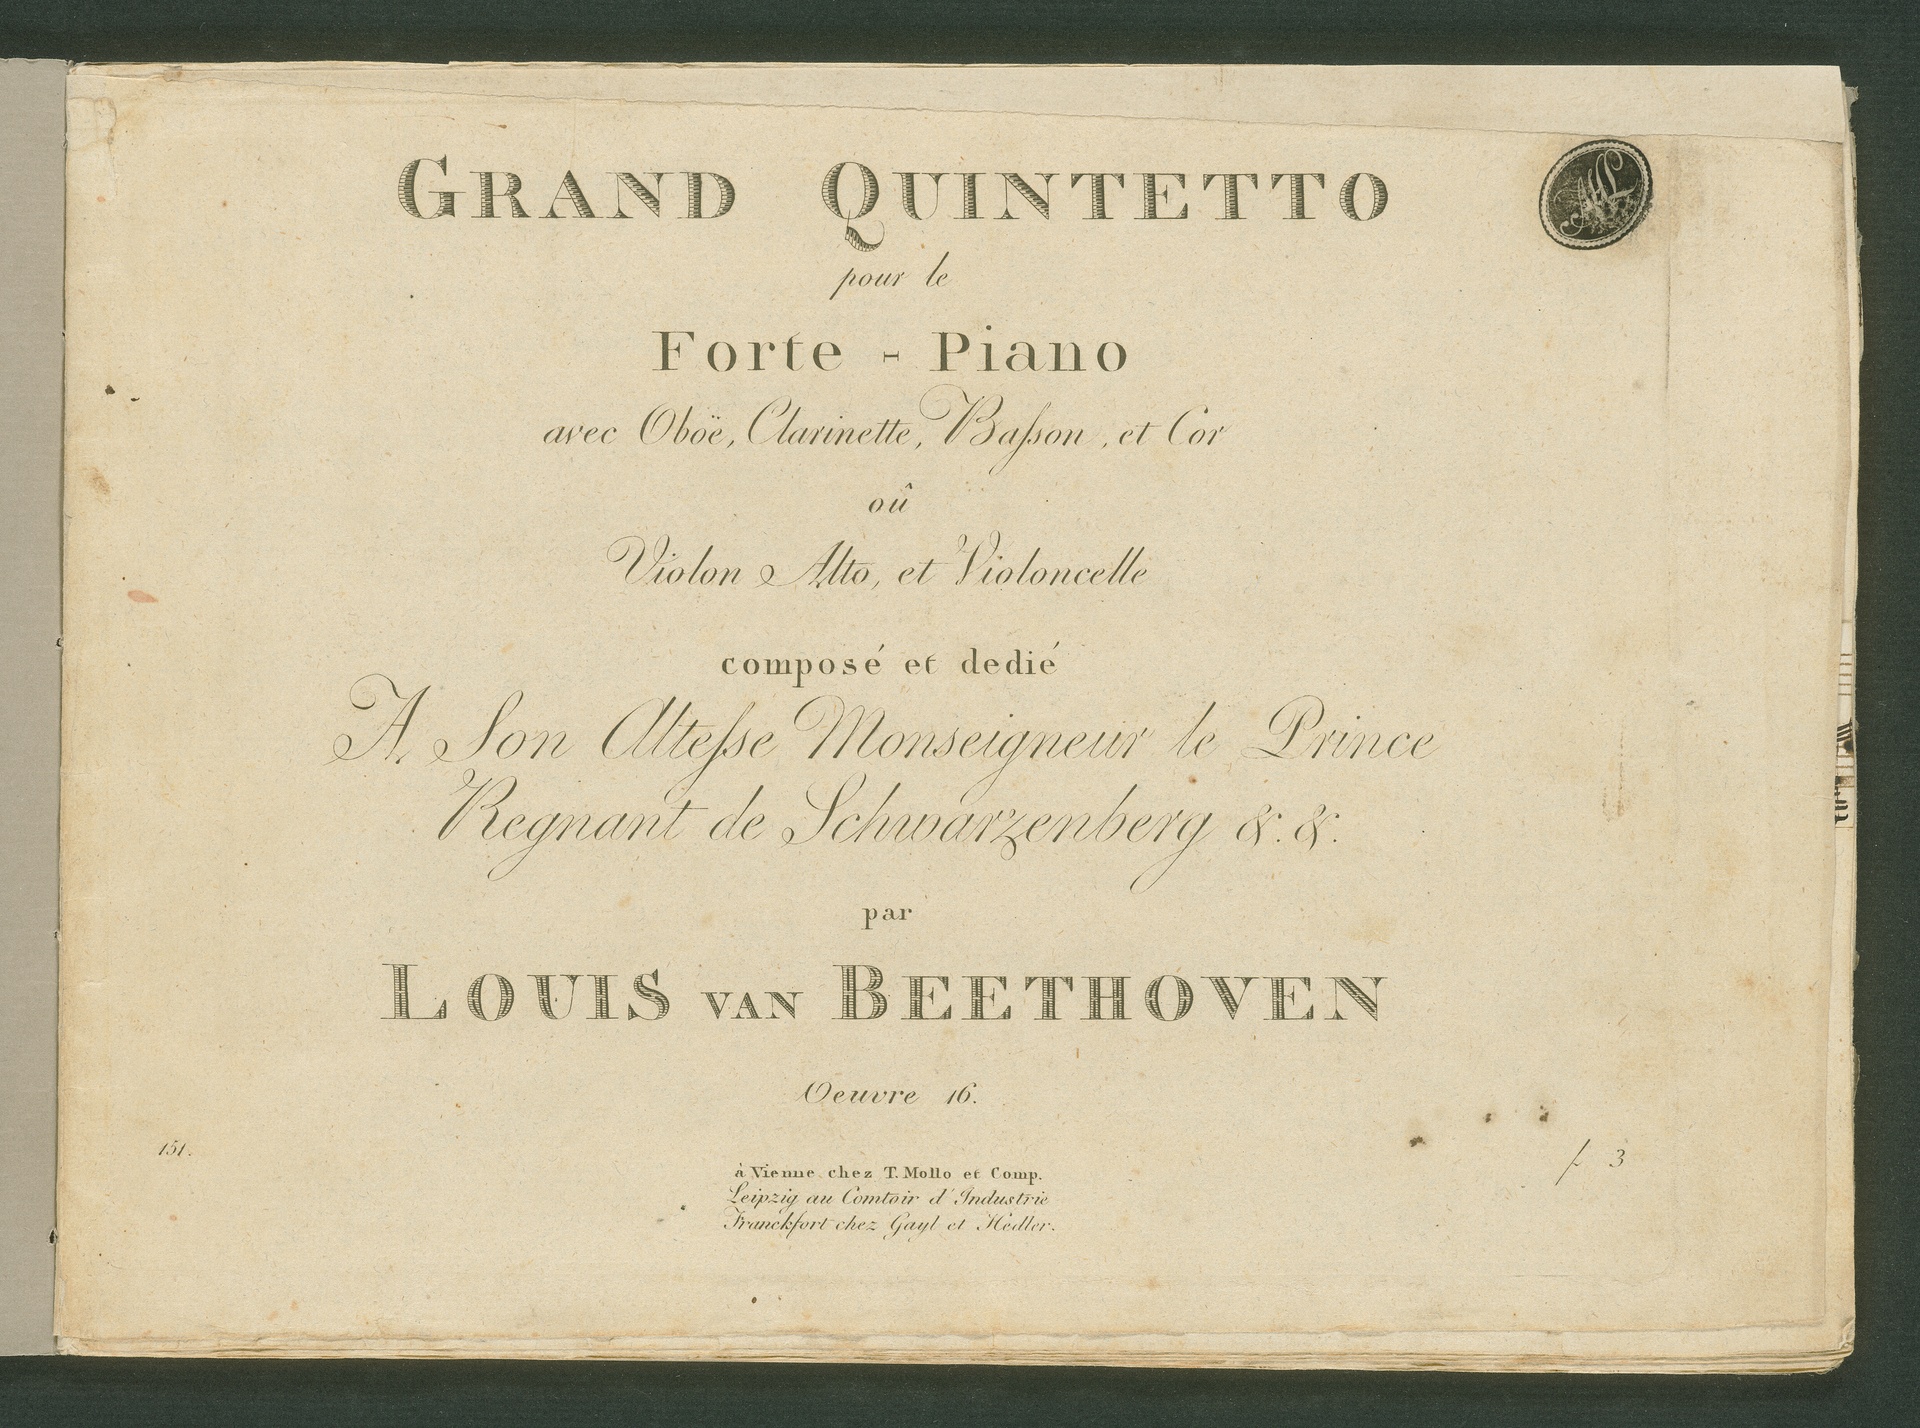 GRAND QUINTETTO
pour le
Forte - Piano
avec Oboë, Clarinette, Baſson, et Cor
oû
Violon Alto, et Violoncelle
composé et dedié
A Son Alteſse Monseigneur le Prince
Regnant de Schwarzenberg &. &.
par
LOUIS VAN BEETHOVEN
Oeuvre 16.
151.
f 3
à Vienne chez T. Mollo et Comp.
Leipzig au Comtoir d'Industrie
Franckfort chez Gayl et Hedler.